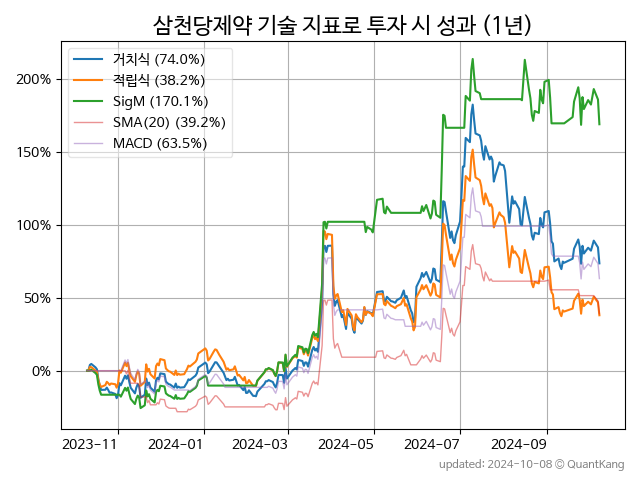 삼천당제약 기술 지표로 투자 시 성과 (1년)
거치식 (74.0%)
적립식 (38.2%)
SigM (170.1%)
SMA(20) (39.2%)
MACD (63.5%)
200%
150%
100%
50%
0%
2023-11 2024-01 2024-03 2024-05 2024-07 2024-09
updated: 2024-10-08 © QuantKang